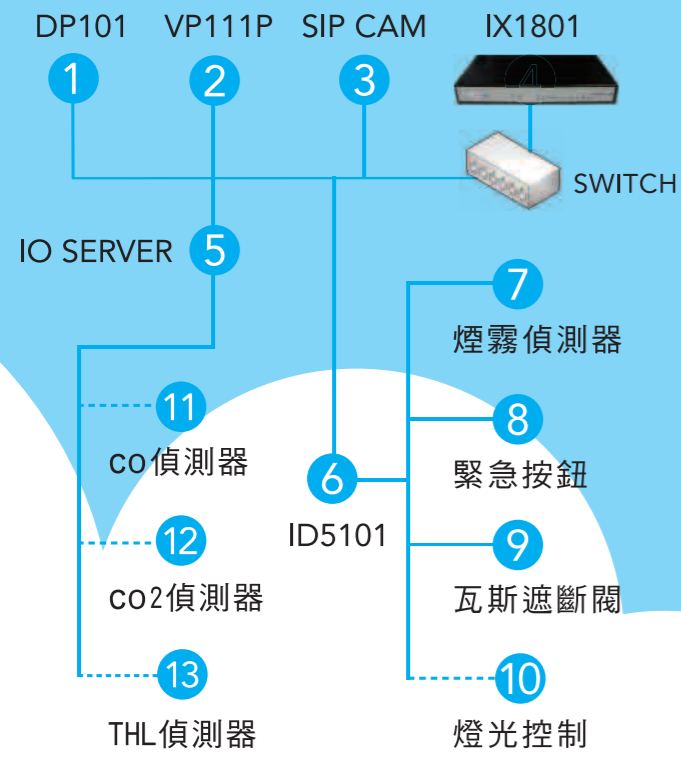 DP101 VP111P SIP CAM IX1801
1 2 3 4
SWITCH
IO SERVER 5
7
煙霧偵測器
11
co偵測器
8
緊急按鈕
6
ID5101
12
co2偵測器
9
瓦斯遮斷閥
13
THL偵測器
10
燈光控制